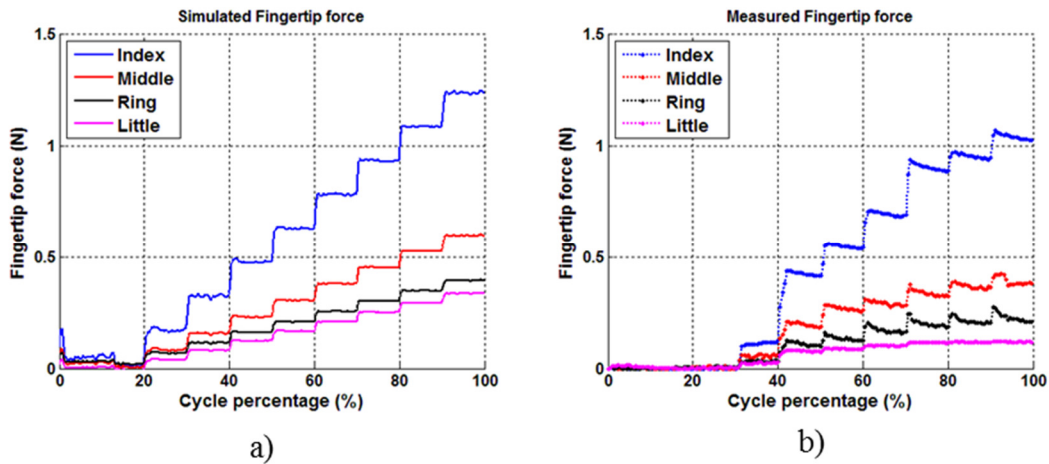 Simulated Fingertip force
1.5
1
0.5
0
Fingertip force (N)
Index
Middle
Ring
Little
0 20 40 60 80 100
Cycle percentage (%)
a)
Measured Fingertip force
1.5
1
0.5
0
Fingertip force (N)
Index
Middle
Ring
Little
0 20 40 60 80 100
Cycle percentage (%)
b)